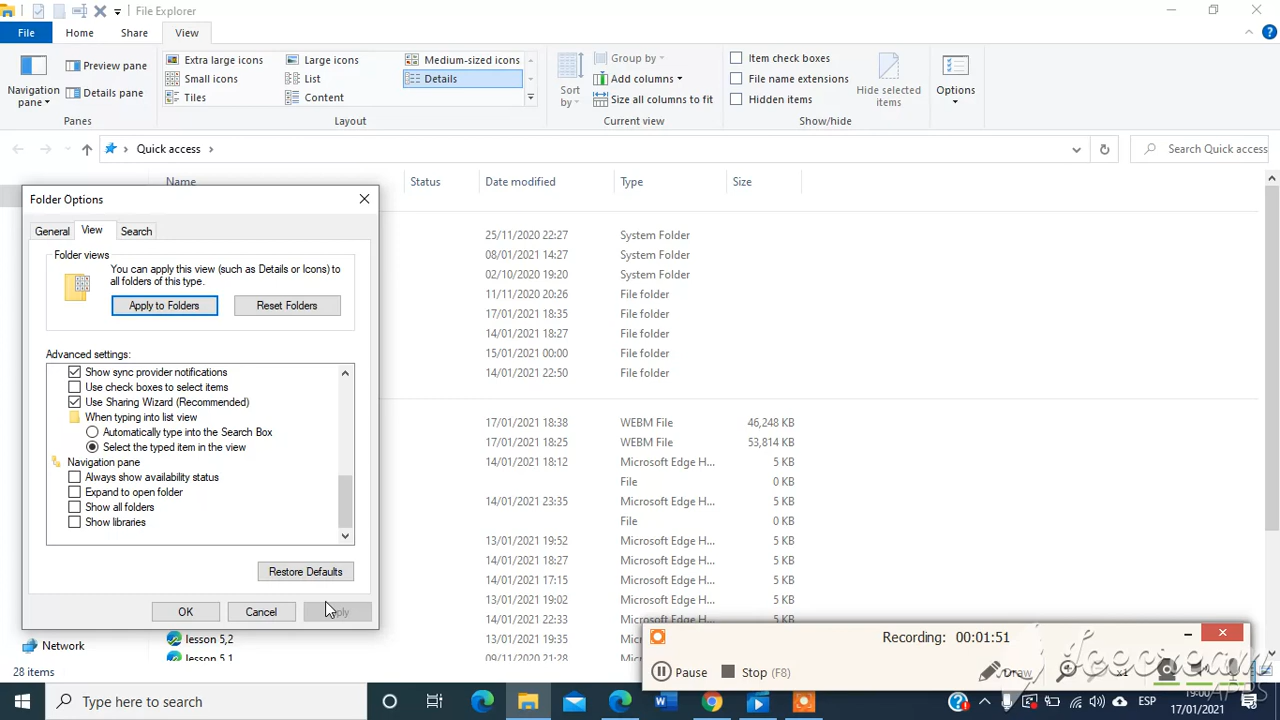 File Explorer
File Home Share View
Navigation pane
Preview pane
Details pane
Panes
Extra large icons Large icons Medium-sized icons
Small icons List Details
Tiles Content
Layout
Sort by
Group by
Add columns
Size all columns to fit
Current view
Item check boxes
File name extensions
Hidden items
Hide selected items
Show/hide
Options
Quick access
Search Quick access
Name Status Date modified Type Size
25/11/2020 22:27 System Folder
08/01/2021 14:27 System Folder
02/10/2020 19:20 System Folder
11/11/2020 20:26 File folder
17/01/2021 18:35 File folder
14/01/2021 18:27 File folder
15/01/2021 00:00 File folder
14/01/2021 22:50 File folder
17/01/2021 18:38 WEBM File 46,248 KB
17/01/2021 18:25 WEBM File 53,814 KB
14/01/2021 18:12 Microsoft Edge H... 5 KB
File 0 KB
14/01/2021 23:35 Microsoft Edge H... 5 KB
File 0 KB
13/01/2021 19:52 Microsoft Edge H... 5 KB
14/01/2021 18:27 Microsoft Edge H... 5 KB
14/01/2021 17:15 Microsoft Edge H... 5 KB
13/01/2021 19:02 Microsoft Edge H... 5 KB
14/01/2021 22:33 Microsoft Edge H... 5 KB
lesson 5,2 13/01/2021 19:35
lesson 5.1 09/11/2020 21:28
Network
28 items
Folder Options
General View Search
Folder views
You can apply this view (such as Details or Icons) to
all folders of this type.
Apply to Folders Reset Folders
Advanced settings:
Show sync provider notifications
Use check boxes to select items
Use Sharing Wizard (Recommended)
When typing into list view
Automatically type into the Search Box
Select the typed item in the view
Navigation pane
Always show availability status
Expand to open folder
Show all folders
Show libraries
Restore Defaults
OK Cancel Apply
Recording: 00:01:51
Pause Stop (F8) Draw x1
Icecream
APPS
Type here to search
ESP
19:00
17/01/2021